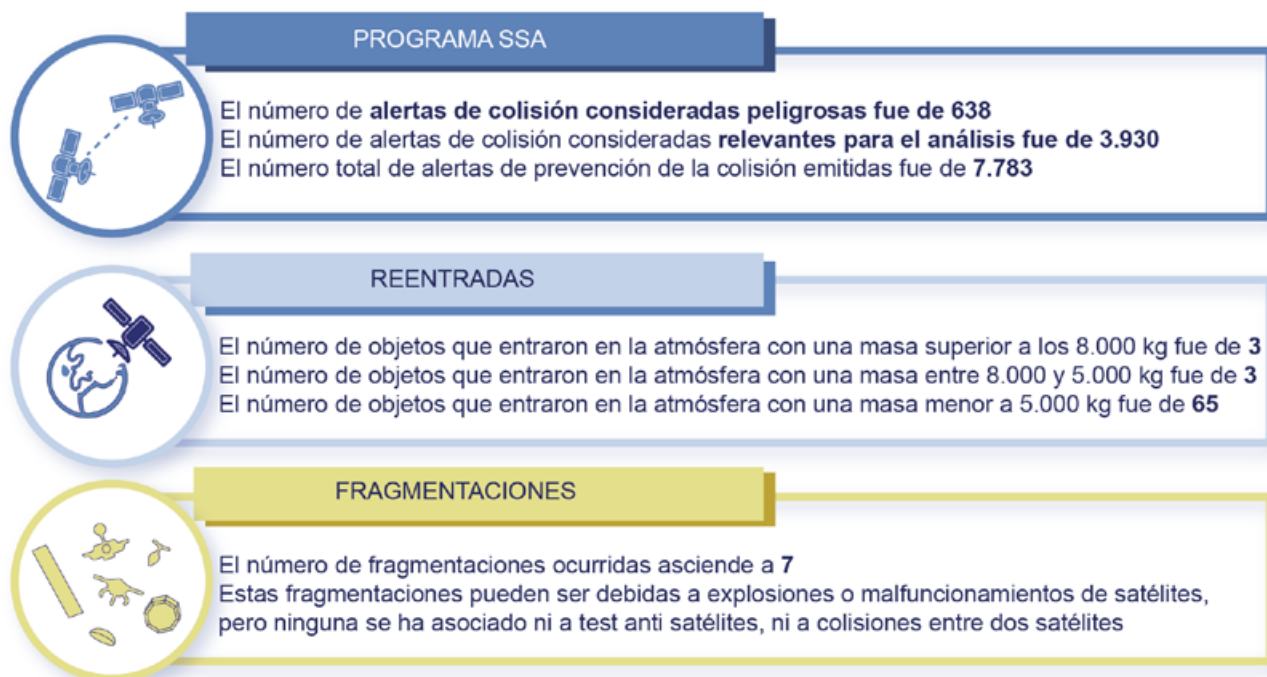 PROGRAMA SSA
El número de alertas de colisión consideradas peligrosas fue de 638
El número de alertas de colisión consideradas relevantes para el análisis fue de 3.930
El número total de alertas de prevención de la colisión emitidas fue de 7.783
REENTRADAS
El número de objetos que entraron en la atmósfera con una masa superior a los 8.000 kg fue de 3
El número de objetos que entraron en la atmósfera con una masa entre 8.000 y 5.000 kg fue de 3
El número de objetos que entraron en la atmósfera con una masa menor a 5.000 kg fue de 65
FRAGMENTACIONES
El número de fragmentaciones ocurridas asciende a 7
Estas fragmentaciones pueden ser debidas a explosiones o malfuncionamientos de satélites,
pero ninguna se ha asociado ni a test anti satélites, ni a colisiones entre dos satélites